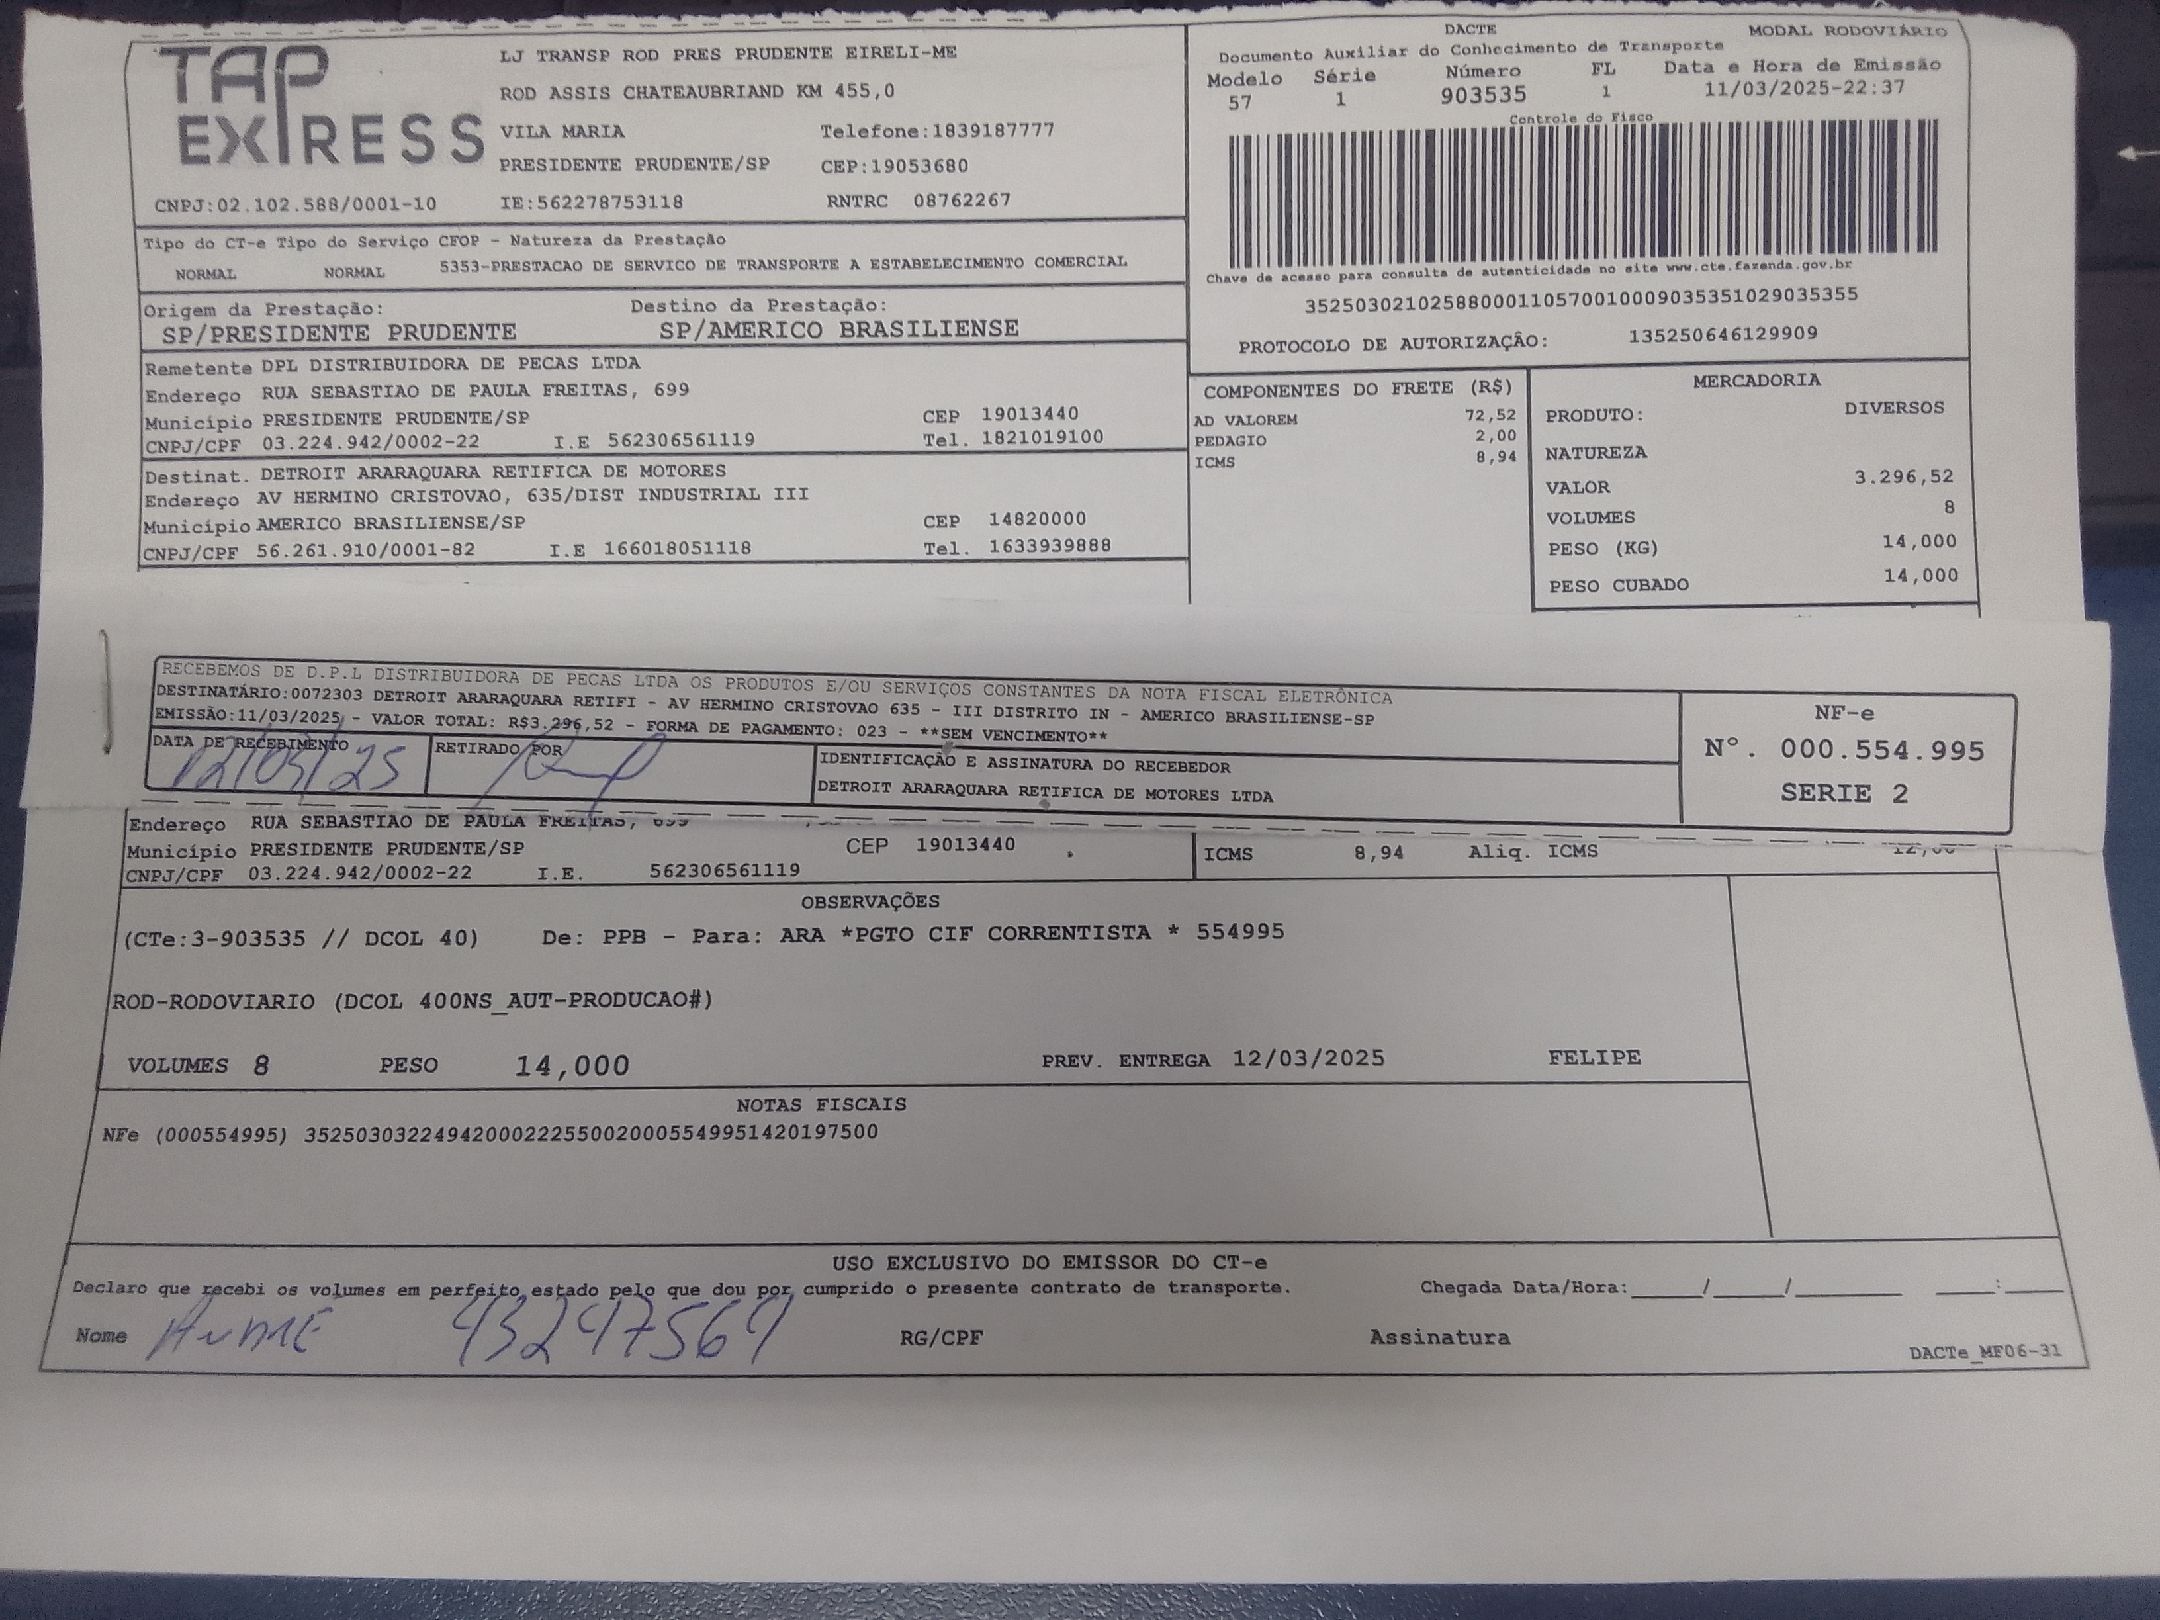 TAP EXPRESS
LJ TRANSP ROD PRES PRUDENTE EIRELI-ME
ROD ASSIS CHATEAUBRIAND KM 455,0
VILA MARIA Telefone:1839187777
PRESIDENTE PRUDENTE/SP CEP:19053680
CNPJ:02.102.588/0001-10 IE:562278753118 RNTRC 08762267
DACTE MODAL RODOVIÁRIO
Documento Auxiliar do Conhecimento de Transporte
Modelo Série Número FL Data e Hora de Emissão
57 1 903535 1 11/03/2025-22:37
Controle do Fisco
Chave de acesso para consulta de autenticidade no site www.cte.fazenda.gov.br
35250302102588000110570010009035351029035355
PROTOCOLO DE AUTORIZAÇÃO: 135250646129909
Tipo do CT-e Tipo do Serviço CFOP - Natureza da Prestação
NORMAL NORMAL 5353-PRESTACAO DE SERVICO DE TRANSPORTE A ESTABELECIMENTO COMERCIAL
Origem da Prestação: Destino da Prestação:
SP/PRESIDENTE PRUDENTE SP/AMERICO BRASILIENSE
Remetente DPL DISTRIBUIDORA DE PECAS LTDA
Endereço RUA SEBASTIAO DE PAULA FREITAS, 699
Município PRESIDENTE PRUDENTE/SP CEP 19013440
CNPJ/CPF 03.224.942/0002-22 I.E 562306561119 Tel. 1821019100
Destinat. DETROIT ARARAQUARA RETIFICA DE MOTORES
Endereço AV HERMINO CRISTOVAO, 635/DIST INDUSTRIAL III
Município AMERICO BRASILIENSE/SP CEP 14820000
CNPJ/CPF 56.261.910/0001-82 I.E 166018051118 Tel. 1633939888
COMPONENTES DO FRETE (R$)
AD VALOREM 72,52
PEDAGIO 2,00
ICMS 8,94
MERCADORIA
PRODUTO: DIVERSOS
NATUREZA
VALOR 3.296,52
VOLUMES 8
PESO (KG) 14,000
PESO CUBADO 14,000
RECEBEMOS DE D.P.L DISTRIBUIDORA DE PECAS LTDA OS PRODUTOS E/OU SERVIÇOS CONSTANTES DA NOTA FISCAL ELETRÔNICA
DESTINATÁRIO:0072303 DETROIT ARARAQUARA RETIFI - AV HERMINO CRISTOVAO 635 - III DISTRITO IN - AMERICO BRASILIENSE-SP
EMISSÃO:11/03/2025 - VALOR TOTAL: R$3.296,52 - FORMA DE PAGAMENTO: 023 - **SEM VENCIMENTO**
DATA DE RECEBIMENTO RETIRADO POR
12/03/25
IDENTIFICAÇÃO E ASSINATURA DO RECEBEDOR
DETROIT ARARAQUARA RETIFICA DE MOTORES LTDA
NF-e
Nº. 000.554.995
SERIE 2
Endereço RUA SEBASTIAO DE PAULA FREITAS, 699
Município PRESIDENTE PRUDENTE/SP CEP 19013440
CNPJ/CPF 03.224.942/0002-22 I.E. 562306561119
ICMS 8,94 Aliq. ICMS 12,00
OBSERVAÇÕES
(CTe:3-903535 // DCOL 40) De: PPB - Para: ARA *PGTO CIF CORRENTISTA * 554995
ROD-RODOVIARIO (DCOL 400NS_AUT-PRODUCAO#)
VOLUMES 8 PESO 14,000 PREV. ENTREGA 12/03/2025 FELIPE
NOTAS FISCAIS
NFe (000554995) 35250303224942000222550020005549951420197500
USO EXCLUSIVO DO EMISSOR DO CT-e
Declaro que recebi os volumes em perfeito estado pelo que dou por cumprido o presente contrato de transporte. Chegada Data/Hora:_____/_____/________ ____:____
Nome ANDRE 43247569 RG/CPF Assinatura
DACTe_MF06-31